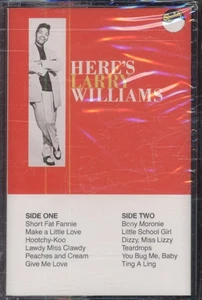 HERE'S
LARRY
WILLIAMS
SIDE ONE
Short Fat Fannie
Make a Little Love
Hootchy-Koo
Lawdy Miss Clawdy
Peaches and Cream
Give Me Love
SIDE TWO
Bony Moronie
Little School Girl
Dizzy, Miss Lizzy
Teardrops
You Bug Me, Baby
Ting A Ling